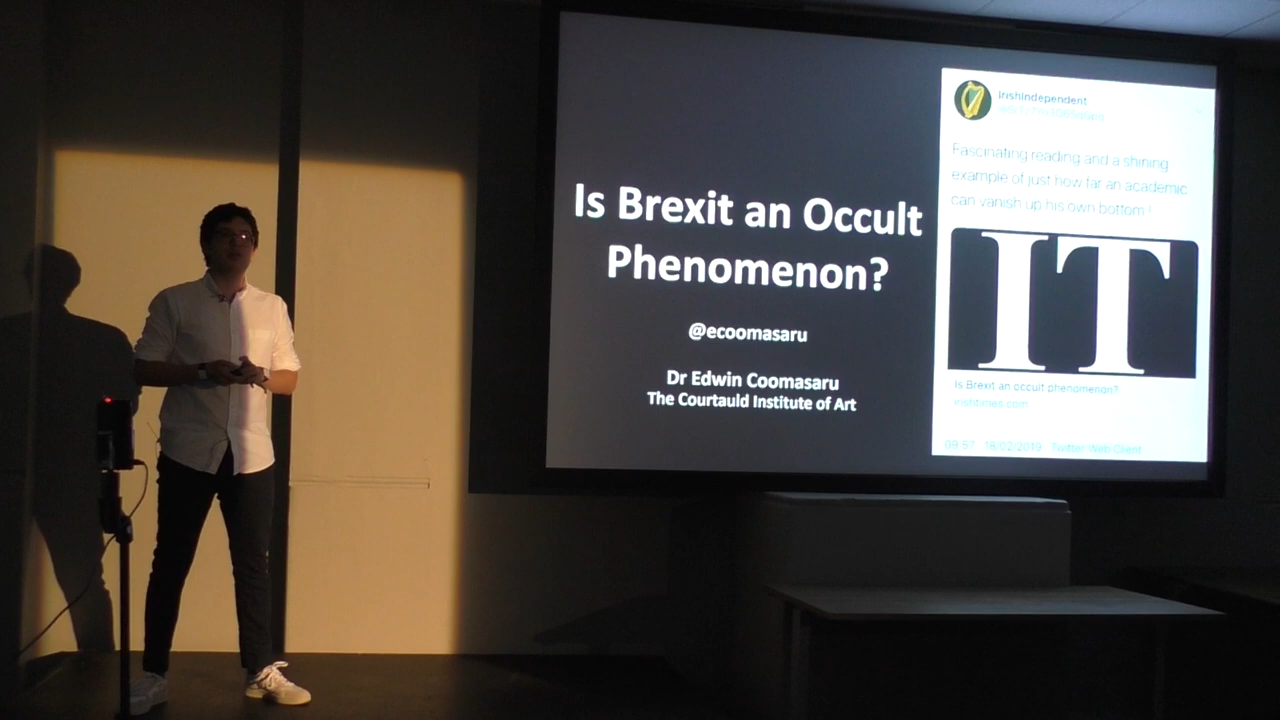 Is Brexit an Occult
Phenomenon?
@ecoomasaru
Dr Edwin Coomasaru
The Courtauld Institute of Art
IrishIndependent
Fascinating reading and a shining
example of just how far an academic
can vanish up his own bottom !
IT
Is Brexit an occult phenomenon?
irishtimes.com
09:57 18/02/2019 Twitter Web Client